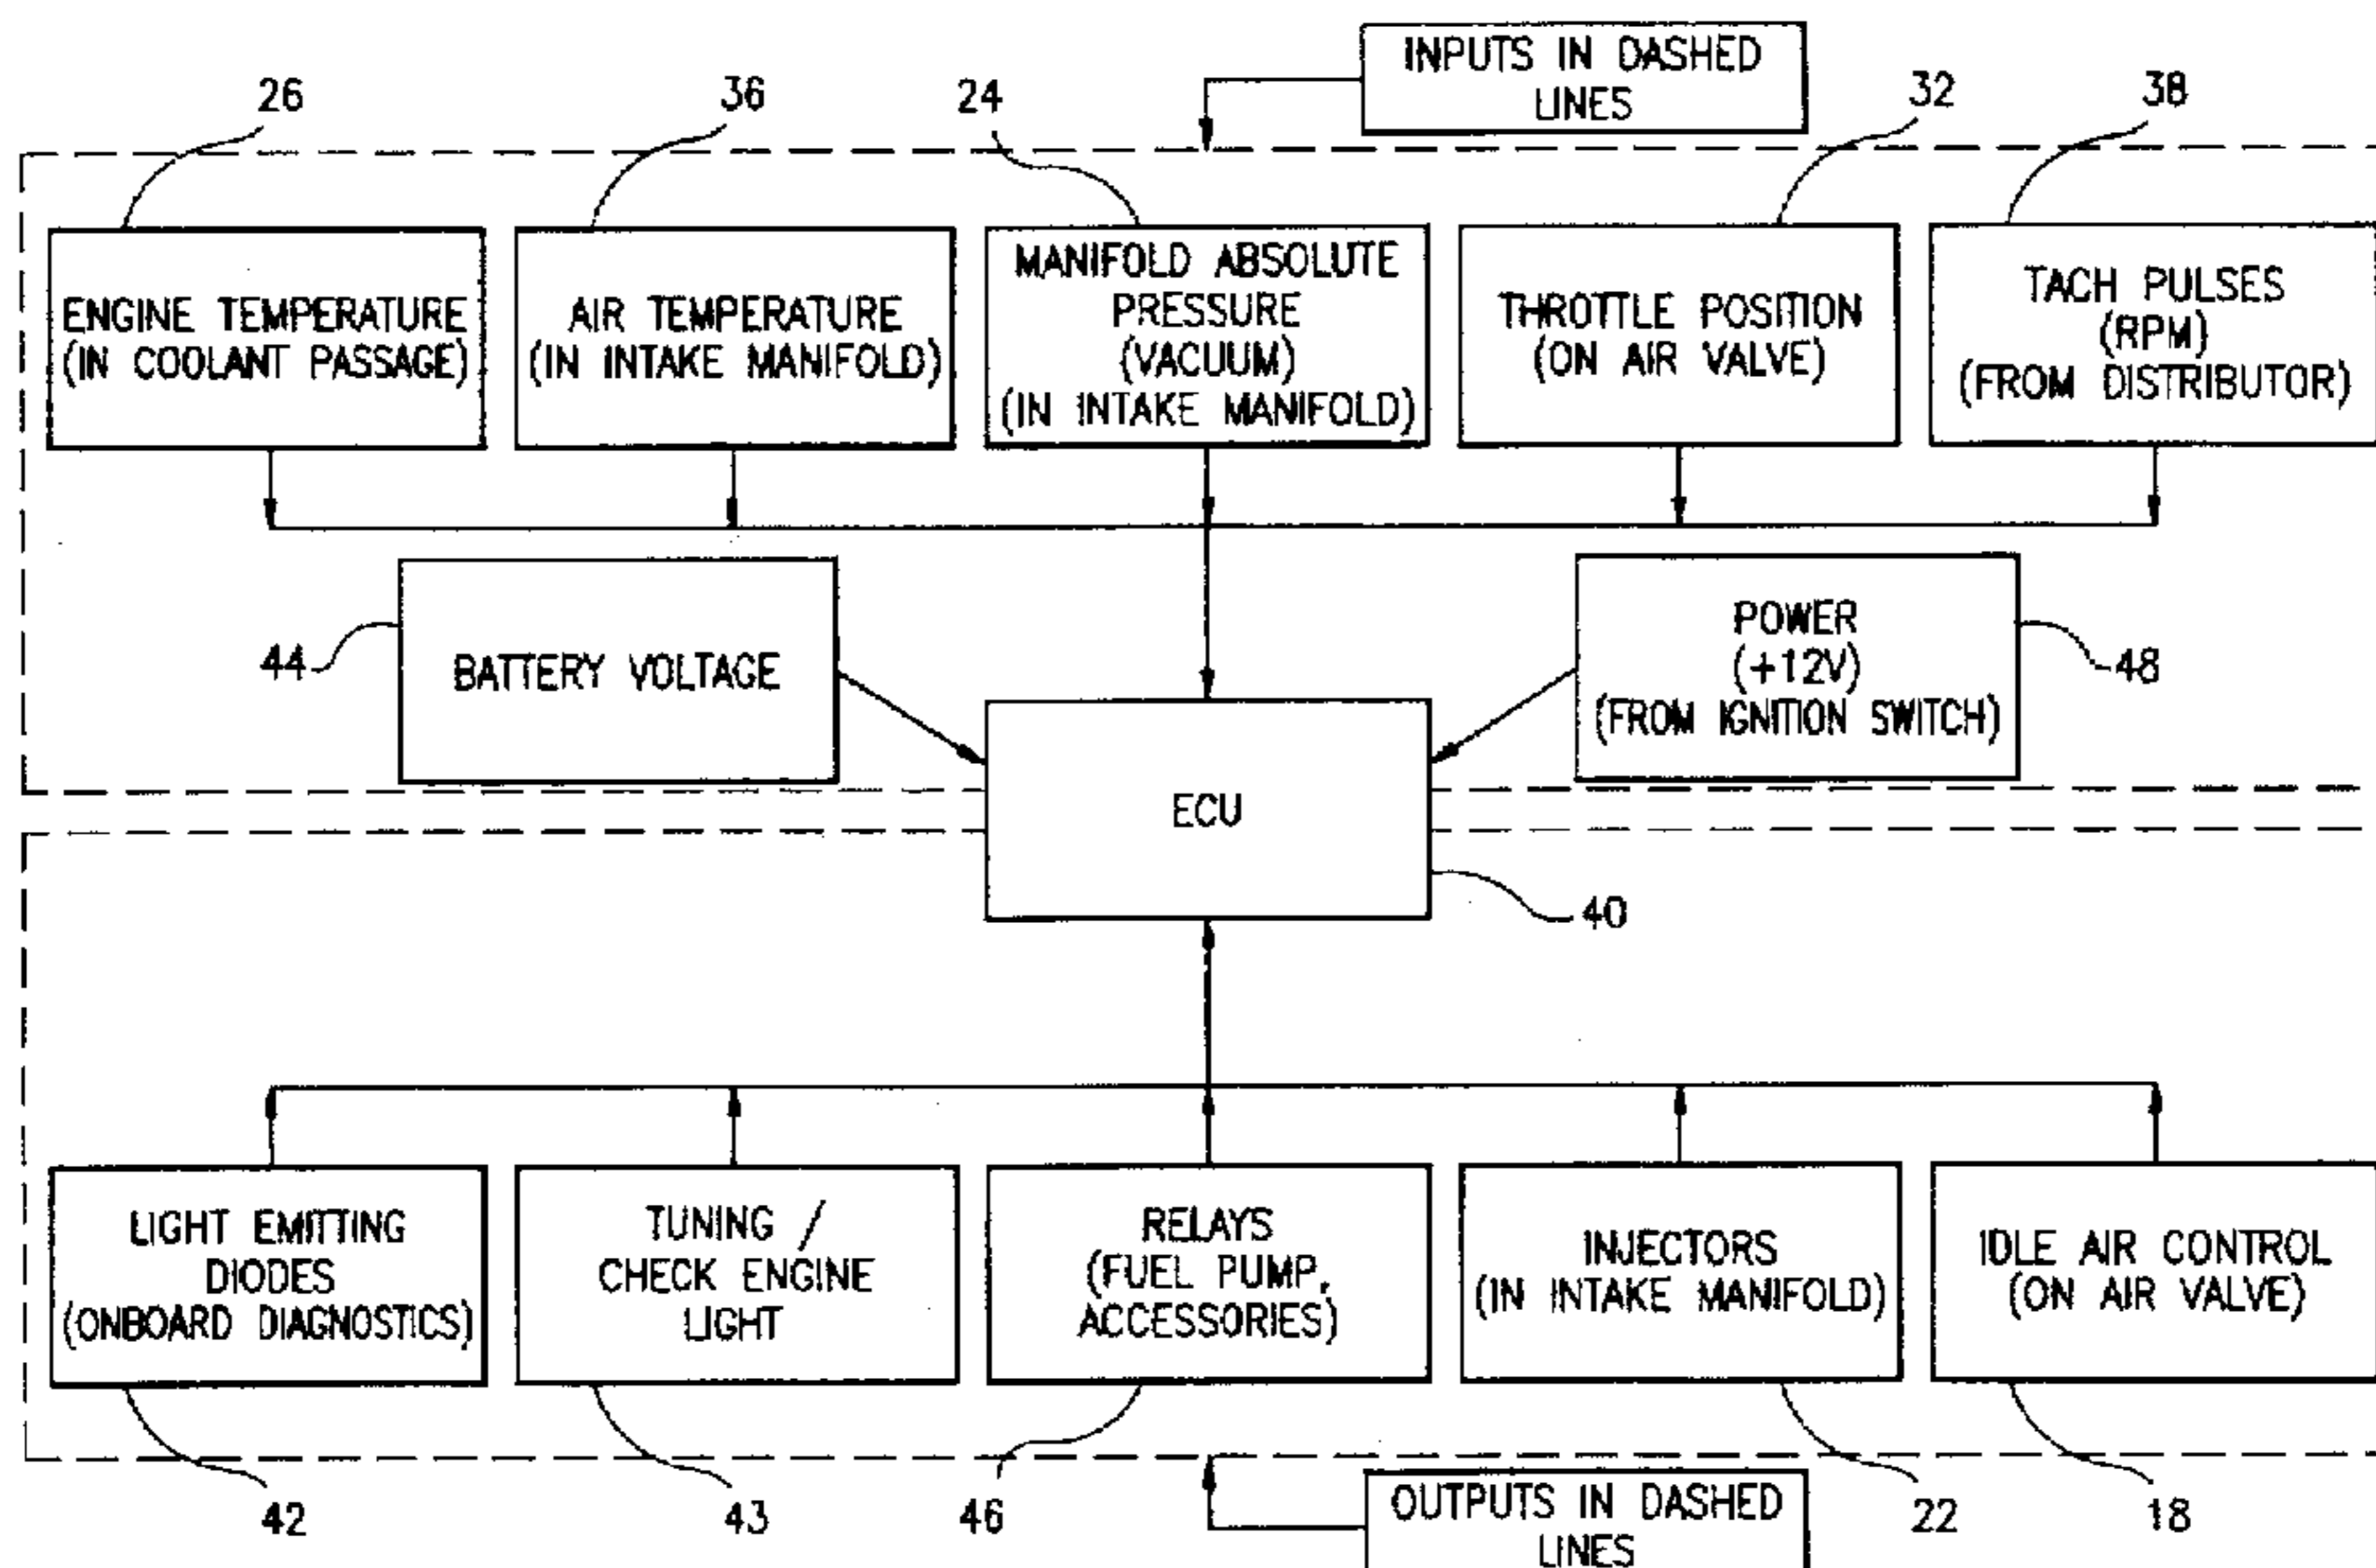 INPUTS IN DASHED
LINES
26
36
24
32
38
ENGINE TEMPERATURE
(IN COOLANT PASSAGE)
AIR TEMPERATURE
(IN INTAKE MANIFOLD)
MANIFOLD ABSOLUTE
PRESSURE
(VACUUM)
(IN INTAKE MANIFOLD)
THROTTLE POSITION
(ON AIR VALVE)
TACH PULSES
(RPM)
(FROM DISTRIBUTOR)
44
BATTERY VOLTAGE
POWER
(+12V)
(FROM IGNITION SWITCH)
48
ECU
40
LIGHT EMITTING
DIODES
(ONBOARD DIAGNOSTICS)
TUNING /
CHECK ENGINE
LIGHT
RELAYS
(FUEL PUMP,
ACCESSORIES)
INJECTORS
(IN INTAKE MANIFOLD)
IDLE AIR CONTROL
(ON AIR VALVE)
42
43
46
22
18
OUTPUTS IN DASHED
LINES